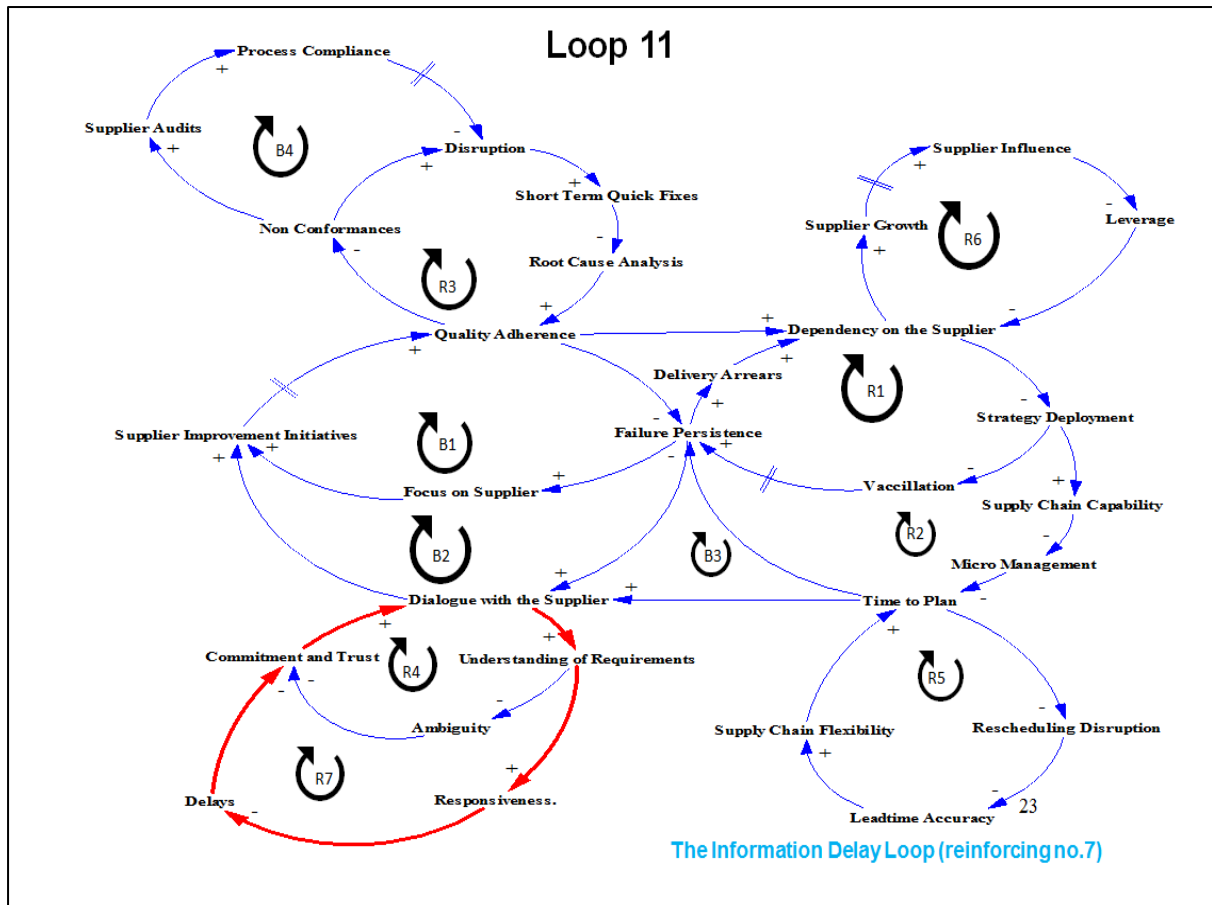 Loop 11
Process Compliance
+
-
Supplier Audits
+
B4
Disruption
+
Supplier Influence
+
Short Term Quick Fixes
+
-
Leverage
Non Conformances
-
Supplier Growth
+
R6
Root Cause Analysis
-
R3
+
Quality Adherence
+
+
Dependency on the Supplier
-
Delivery Arrears
+
R1
-
Strategy Deployment
Supplier Improvement Initiatives
+
+
B1
-
Failure Persistence
+
+
-
Focus on Supplier
+
Vaccillation
-
+
Supply Chain Capability
B2
B3
R2
-
Micro Management
+
Dialogue with the Supplier
+
Time to Plan
-
+
+
+
Commitment and Trust
-
-
R4
Understanding of Requirements
R5
-
Ambiguity
Supply Chain Flexibility
+
-
Rescheduling Disruption
R7
+
Delays
-
Responsiveness.
-
23
Leadtime Accuracy
The Information Delay Loop (reinforcing no.7)